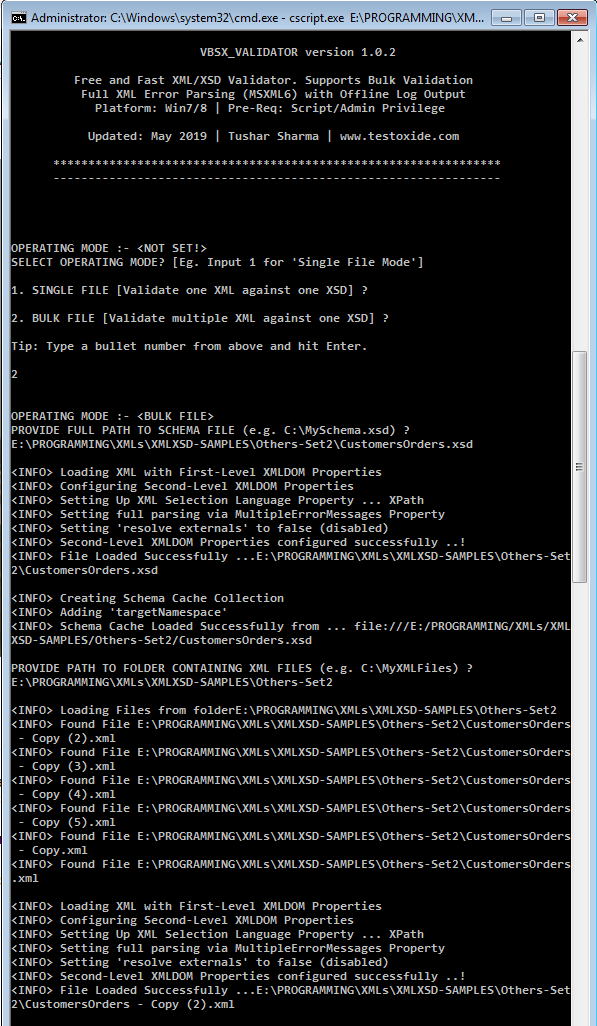 Administrator: C:\Windows\system32\cmd.exe - cscript.exe E:\PROGRAMMING\XM...
VBSX_VALIDATOR version 1.0.2
Free and Fast XML/XSD Validator. Supports Bulk Validation
Full XML Error Parsing (MSXML6) with Offline Log Output
Platform: Win7/8 | Pre-Req: Script/Admin Privilege
Updated: May 2019 | Tushar Sharma | www.testoxide.com
****************************************************************
----------------------------------------------------------------
OPERATING MODE :- <NOT SET!>
SELECT OPERATING MODE? [Eg. Input 1 for 'Single File Mode']
1. SINGLE FILE [Validate one XML against one XSD] ?
2. BULK FILE [Validate multiple XML against one XSD] ?
Tip: Type a bullet number from above and hit Enter.
2
OPERATING MODE :- <BULK FILE>
PROVIDE FULL PATH TO SCHEMA FILE (e.g. C:\MySchema.xsd) ?
E:\PROGRAMMING\XMLs\XMLXSD-SAMPLES\Others-Set2\CustomersOrders.xsd
<INFO> Loading XML with First-Level XMLDOM Properties
<INFO> Configuring Second-Level XMLDOM Properties
<INFO> Setting Up XML Selection Language Property ... XPath
<INFO> Setting full parsing via MultipleErrorMessages Property
<INFO> Setting 'resolve externals' to false (disabled)
<INFO> Second-Level XMLDOM Properties configured successfully ..!
<INFO> File Loaded Successfully ...E:\PROGRAMMING\XMLs\XMLXSD-SAMPLES\Others-Set
2\CustomersOrders.xsd
<INFO> Creating Schema Cache Collection
<INFO> Adding 'targetNamespace'
<INFO> Schema Cache Loaded Successfully from ... file:///E:/PROGRAMMING/XMLs/XML
XSD-SAMPLES/Others-Set2/CustomersOrders.xsd
PROVIDE PATH TO FOLDER CONTAINING XML FILES (e.g. C:\MyXMLFiles) ?
E:\PROGRAMMING\XMLs\XMLXSD-SAMPLES\Others-Set2
<INFO> Loading Files from folderE:\PROGRAMMING\XMLs\XMLXSD-SAMPLES\Others-Set2
<INFO> Found File E:\PROGRAMMING\XMLs\XMLXSD-SAMPLES\Others-Set2\CustomersOrders
- Copy (2).xml
<INFO> Found File E:\PROGRAMMING\XMLs\XMLXSD-SAMPLES\Others-Set2\CustomersOrders
- Copy (3).xml
<INFO> Found File E:\PROGRAMMING\XMLs\XMLXSD-SAMPLES\Others-Set2\CustomersOrders
- Copy (4).xml
<INFO> Found File E:\PROGRAMMING\XMLs\XMLXSD-SAMPLES\Others-Set2\CustomersOrders
- Copy (5).xml
<INFO> Found File E:\PROGRAMMING\XMLs\XMLXSD-SAMPLES\Others-Set2\CustomersOrders
- Copy.xml
<INFO> Found File E:\PROGRAMMING\XMLs\XMLXSD-SAMPLES\Others-Set2\CustomersOrders
.xml
<INFO> Loading XML with First-Level XMLDOM Properties
<INFO> Configuring Second-Level XMLDOM Properties
<INFO> Setting Up XML Selection Language Property ... XPath
<INFO> Setting full parsing via MultipleErrorMessages Property
<INFO> Setting 'resolve externals' to false (disabled)
<INFO> Second-Level XMLDOM Properties configured successfully ..!
<INFO> File Loaded Successfully ...E:\PROGRAMMING\XMLs\XMLXSD-SAMPLES\Others-Set
2\CustomersOrders - Copy (2).xml